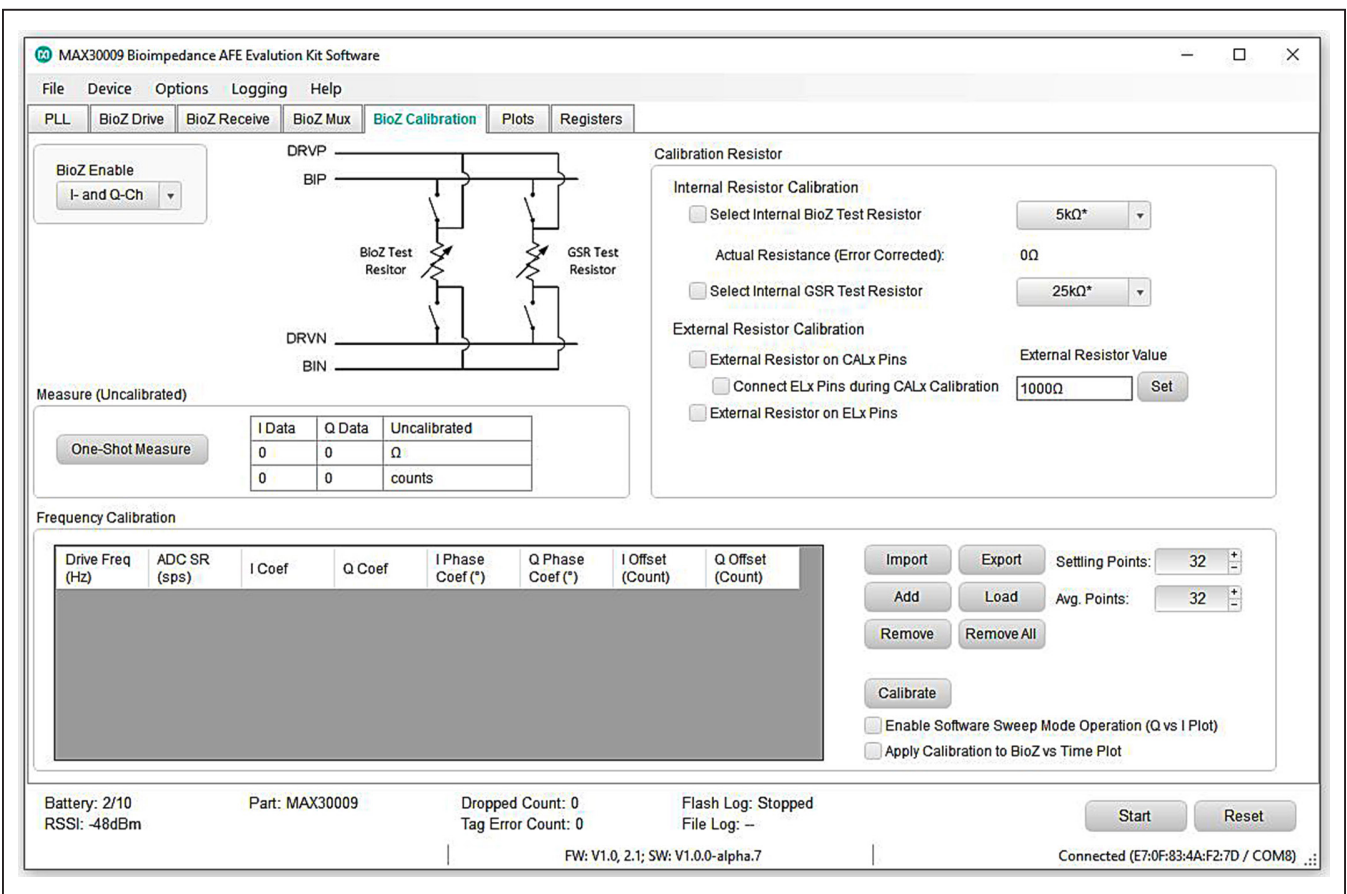 MAX30009 Bioimpedance AFE Evalution Kit Software
File Device Options Logging Help
PLL BioZ Drive BioZ Receive BioZ Mux BioZ Calibration Plots Registers
BioZ Enable
I- and Q-Ch
DRVP
BIP
BioZ Test
Resitor
GSR Test
Resistor
DRVN
BIN
Calibration Resistor
Internal Resistor Calibration
Select Internal BioZ Test Resistor 5kΩ*
Actual Resistance (Error Corrected): 0Ω
Select Internal GSR Test Resistor 25kΩ*
External Resistor Calibration
External Resistor on CALx Pins External Resistor Value
Connect ELx Pins during CALx Calibration 1000Ω Set
External Resistor on ELx Pins
Measure (Uncalibrated)
One-Shot Measure
I Data Q Data Uncalibrated
0 0 Ω
0 0 counts
Frequency Calibration
Drive Freq (Hz) ADC SR (sps) I Coef Q Coef I Phase Coef (°) Q Phase Coef (°) I Offset (Count) Q Offset (Count)
Import Export Settling Points: 32
Add Load Avg. Points: 32
Remove Remove All
Calibrate
Enable Software Sweep Mode Operation (Q vs I Plot)
Apply Calibration to BioZ vs Time Plot
Battery: 2/10 Part: MAX30009 Dropped Count: 0 Flash Log: Stopped
RSSI: -48dBm Tag Error Count: 0 File Log: --
Start Reset
FW: V1.0, 2.1; SW: V1.0.0-alpha.7 Connected (E7:0F:83:4A:F2:7D / COM8)